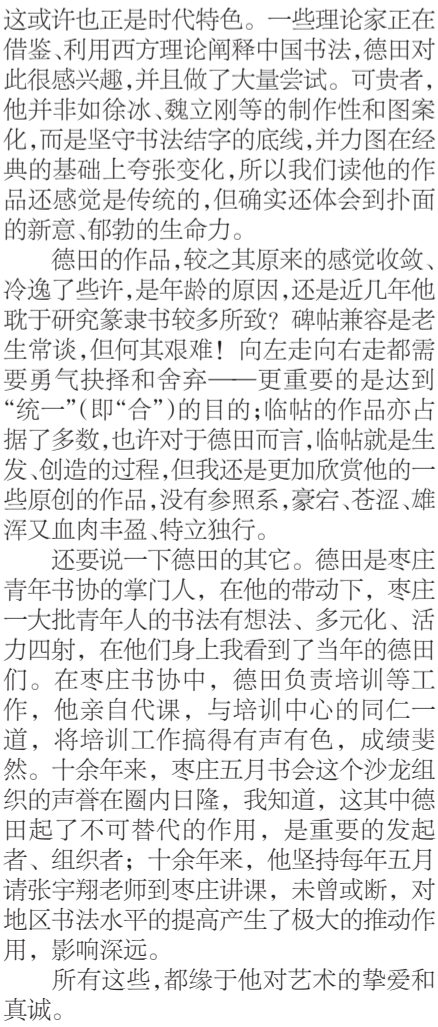 这或许也正是时代特色。一些理论家正在
借鉴、利用西方理论阐释中国书法,德田对
此很感兴趣,并且做了大量尝试。可贵者,
他并非如徐冰、魏立刚等的制作性和图案
化,而是坚守书法结字的底线,并力图在经
典的基础上夸张变化,所以我们读他的作
品还感觉是传统的,但确实还体会到扑面
的新意、郁勃的生命力。
德田的作品,较之其原来的感觉收敛、
冷逸了些许,是年龄的原因,还是近几年他
耽于研究篆隶书较多所致?碑帖兼容是老
生常谈,但何其艰难!向左走向右走都需
要勇气抉择和舍弃——更重要的是达到
“统一”(即“合”)的目的;临帖的作品亦占
据了多数,也许对于德田而言,临帖就是生
发、创造的过程,但我还是更加欣赏他的一
些原创的作品,没有参照系,豪宕、苍涩、雄
浑又血肉丰盈、特立独行。
还要说一下德田的其它。德田是枣庄
青年书协的掌门人，在他的带动下，枣庄
一大批青年人的书法有想法、多元化、活
力四射，在他们身上我看到了当年的德田
们。在枣庄书协中，德田负责培训等工
作，他亲自代课，与培训中心的同仁一
道，将培训工作搞得有声有色，成绩斐
然。十余年来，枣庄五月书会这个沙龙组
织的声誉在圈内日隆，我知道，这其中德
田起了不可替代的作用，是重要的发起
者、组织者；十余年来，他坚持每年五月
请张宇翔老师到枣庄讲课，未曾或断，对
地区书法水平的提高产生了极大的推动作
用，影响深远。
所有这些,都缘于他对艺术的挚爱和
真诚。